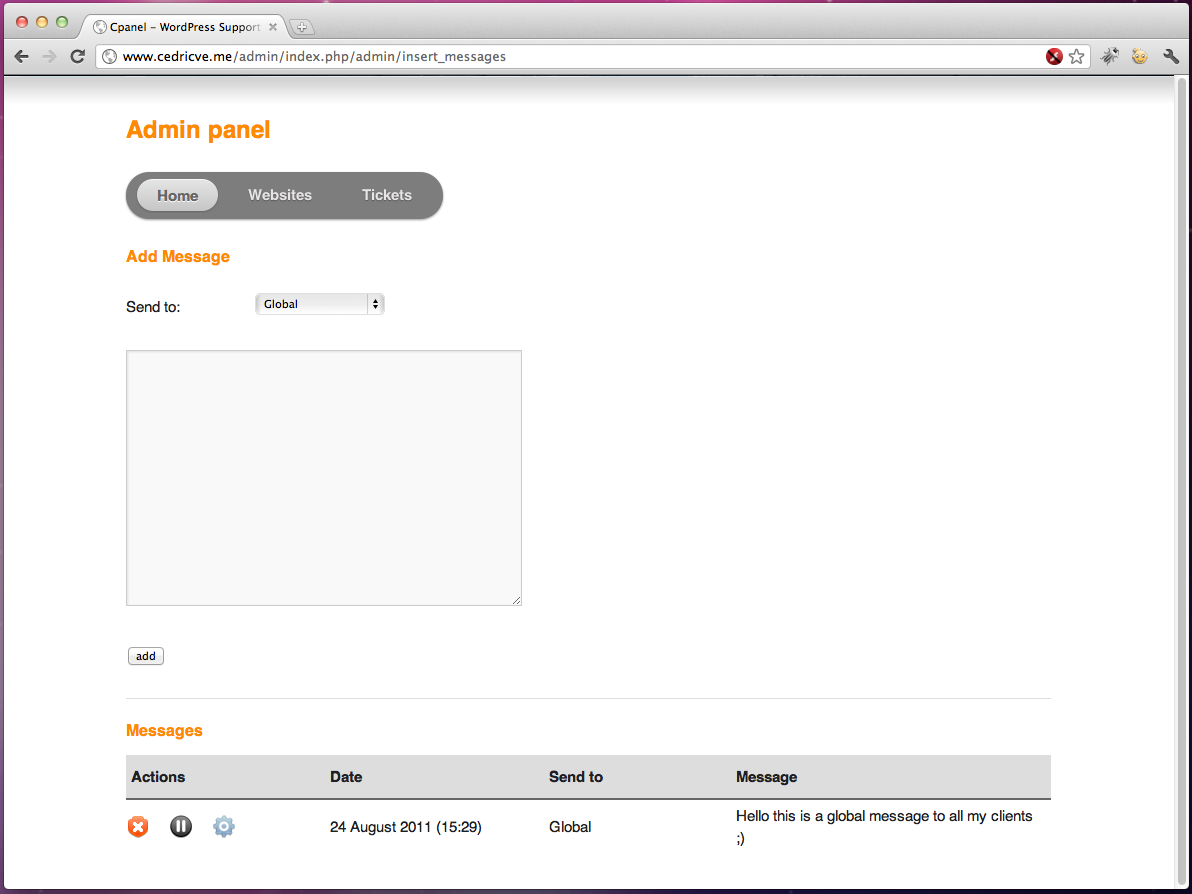 Cpanel – WordPress Support
www.cedricve.me/admin/index.php/admin/insert_messages
Admin panel
Home Websites Tickets
Add Message
Send to: Global
add
Messages
Actions Date Send to Message
24 August 2011 (15:29) Global Hello this is a global message to all my clients
;)